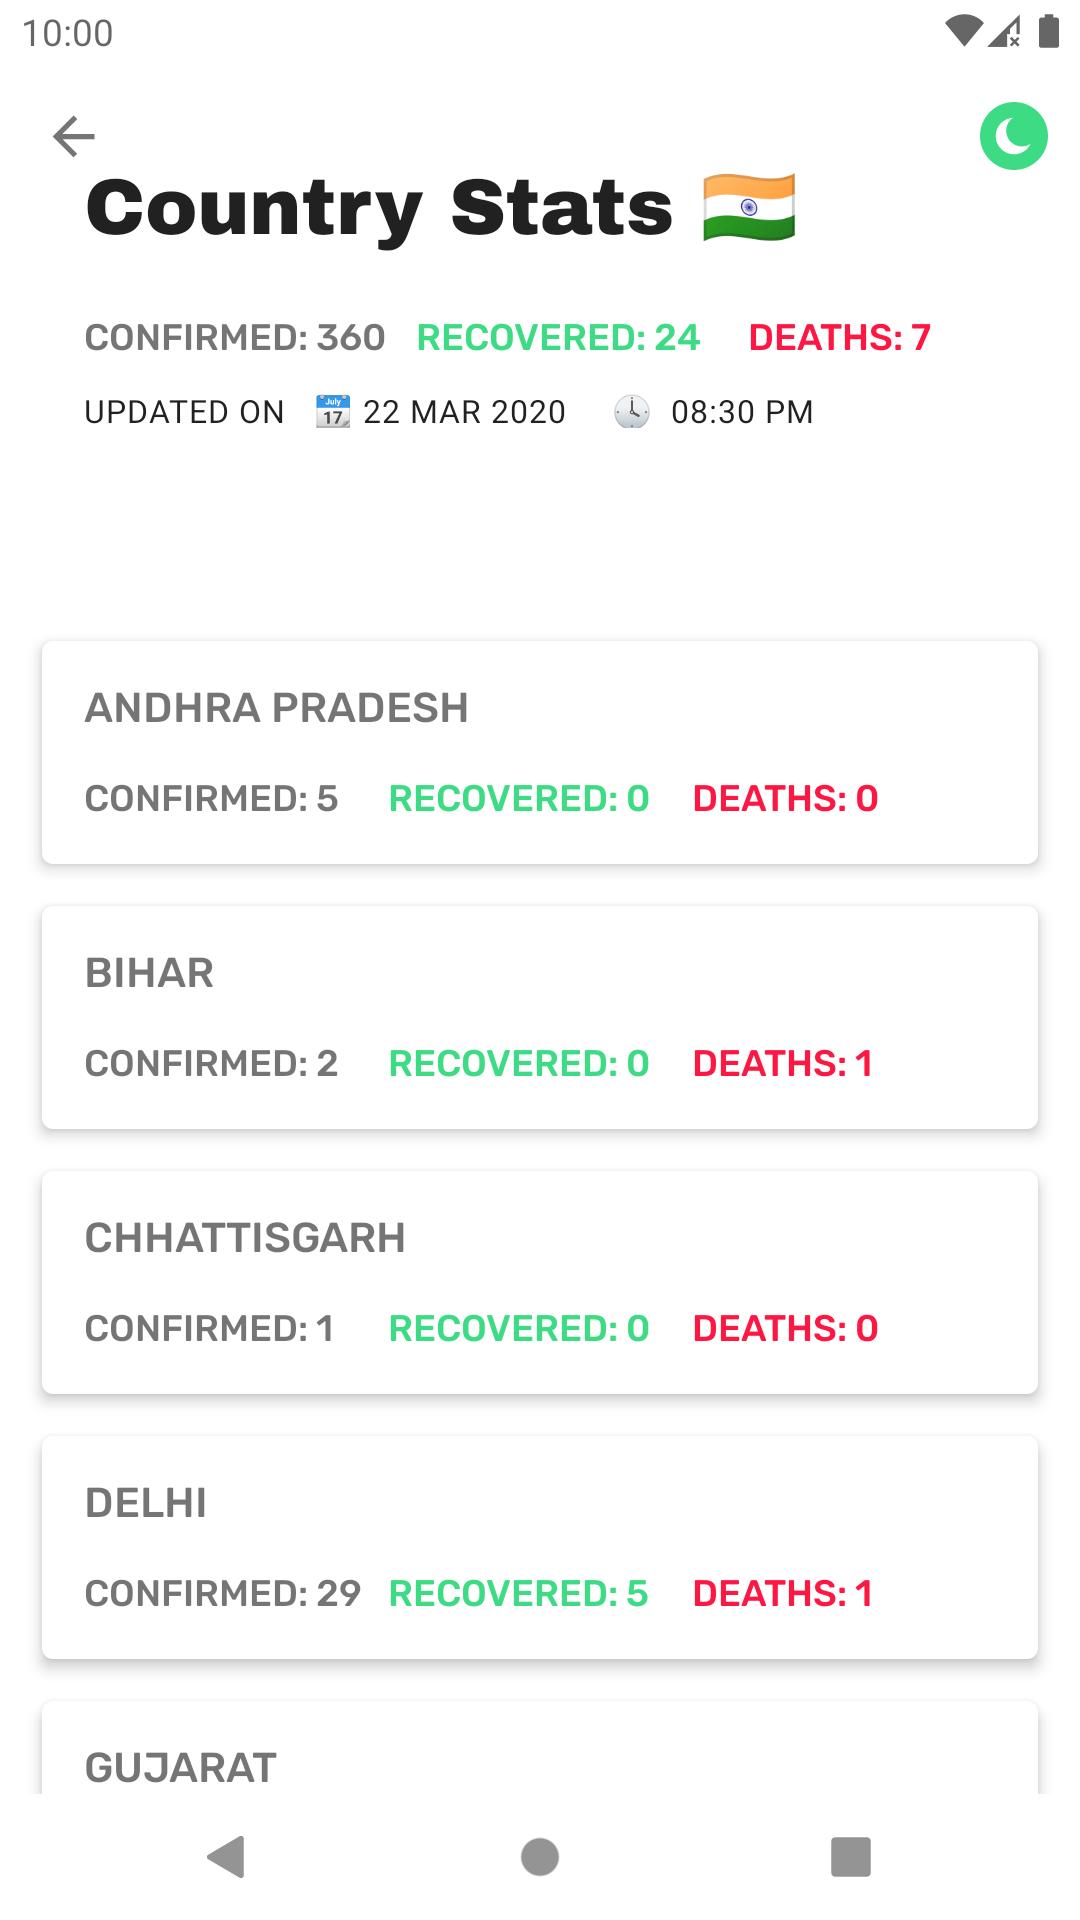 10:00
Country Stats
CONFIRMED: 360 RECOVERED: 24 DEATHS: 7
UPDATED ON July 17 22 MAR 2020 08:30 PM
ANDHRA PRADESH
CONFIRMED: 5 RECOVERED: 0 DEATHS: 0
BIHAR
CONFIRMED: 2 RECOVERED: 0 DEATHS: 1
CHHATTISGARH
CONFIRMED: 1 RECOVERED: 0 DEATHS: 0
DELHI
CONFIRMED: 29 RECOVERED: 5 DEATHS: 1
GUJARAT